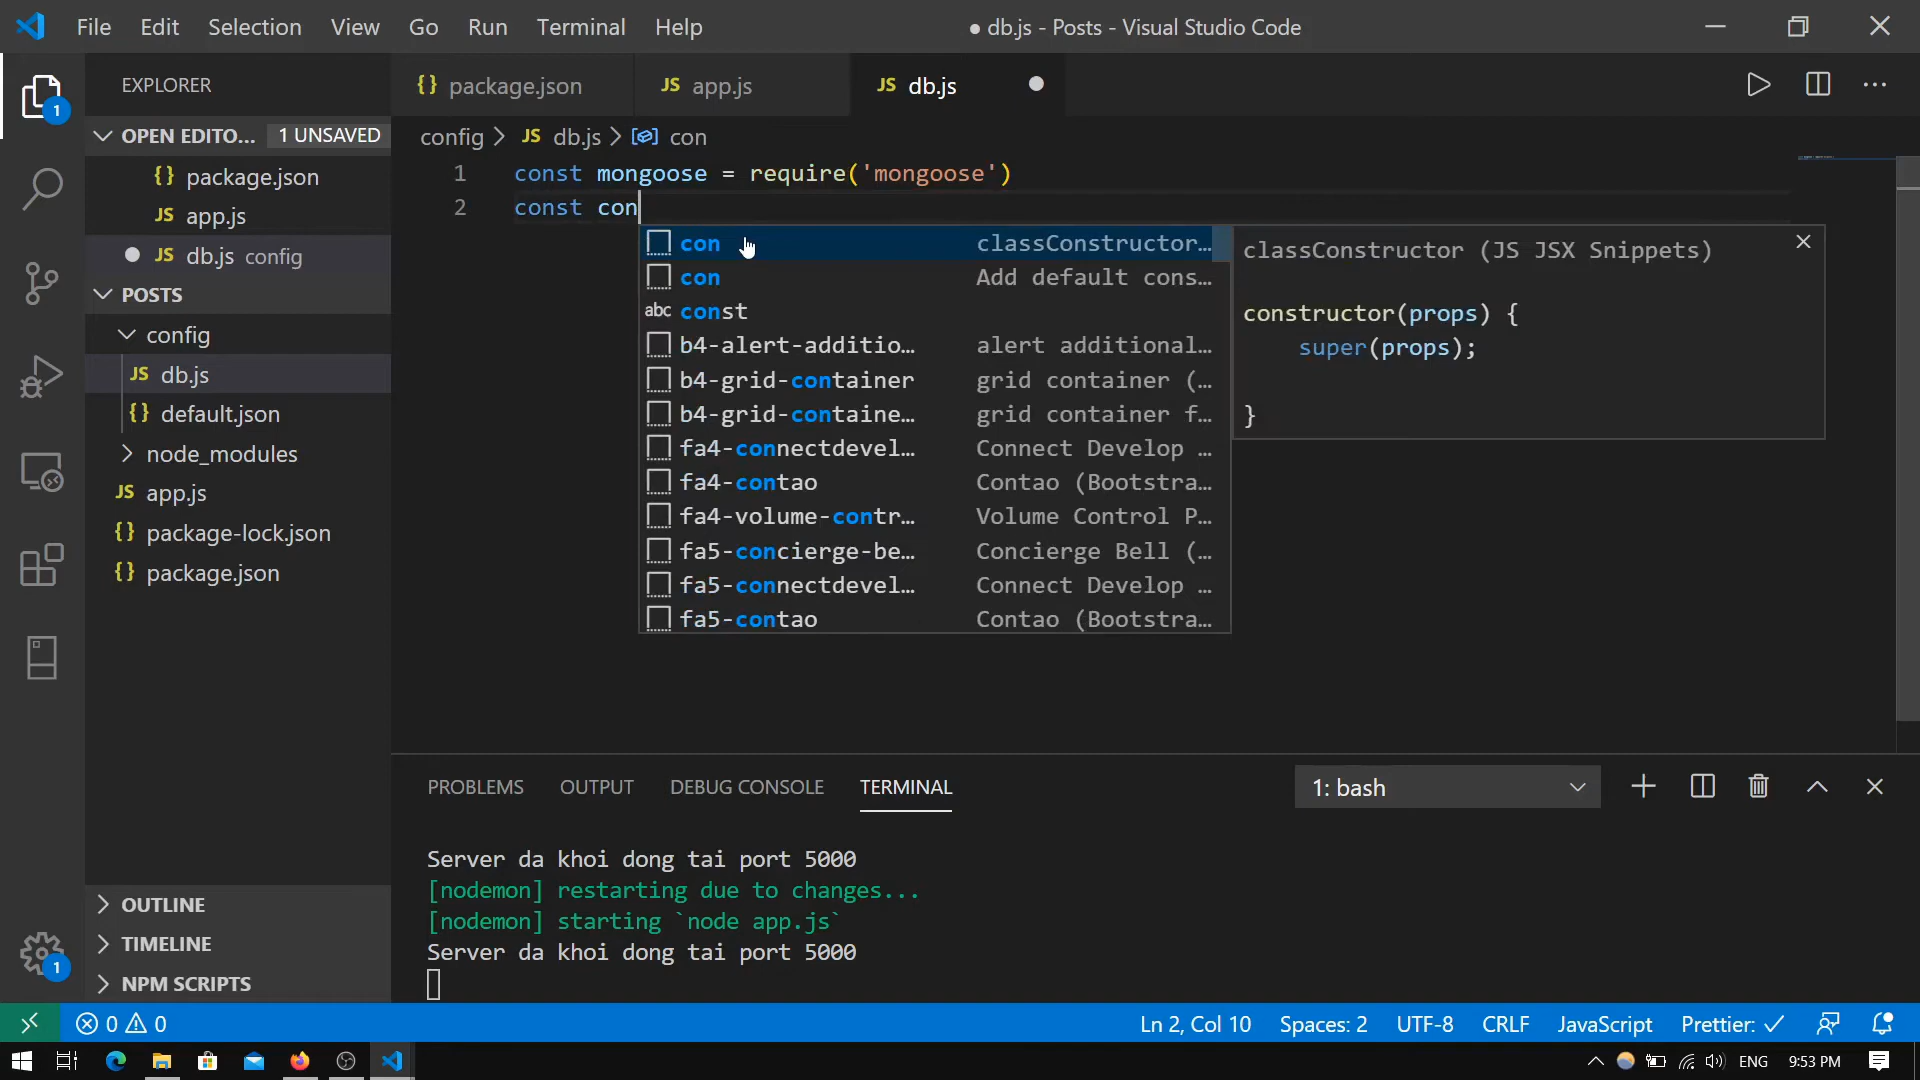 File Edit Selection View Go Run Terminal Help
● db.js - Posts - Visual Studio Code
1
EXPLORER
OPEN EDITO... 1 UNSAVED
{} package.json
JS app.js
JS db.js config
POSTS
config
JS db.js
{} default.json
node_modules
JS app.js
{} package-lock.json
{} package.json
OUTLINE
TIMELINE
NPM SCRIPTS
1
{} package.json
JS app.js
JS db.js
config > JS db.js > con
1 const mongoose = require('mongoose')
2 const con
con classConstructor...
con Add default cons...
abc const
b4-alert-additio... alert additional...
b4-grid-container grid container (...
b4-grid-containe... grid container f...
fa4-connectdevel... Connect Develop ...
fa4-contao Contao (Bootstra...
fa4-volume-contr... Volume Control P...
fa5-concierge-be... Concierge Bell (...
fa5-connectdevel... Connect Develop ...
fa5-contao Contao (Bootstra...
classConstructor (JS JSX Snippets)
constructor(props) {
super(props);
}
PROBLEMS OUTPUT DEBUG CONSOLE TERMINAL
1: bash
Server da khoi dong tai port 5000
[nodemon] restarting due to changes...
[nodemon] starting `node app.js`
Server da khoi dong tai port 5000
0 0
Ln 2, Col 10 Spaces: 2 UTF-8 CRLF JavaScript Prettier: ✓
ENG 9:53 PM